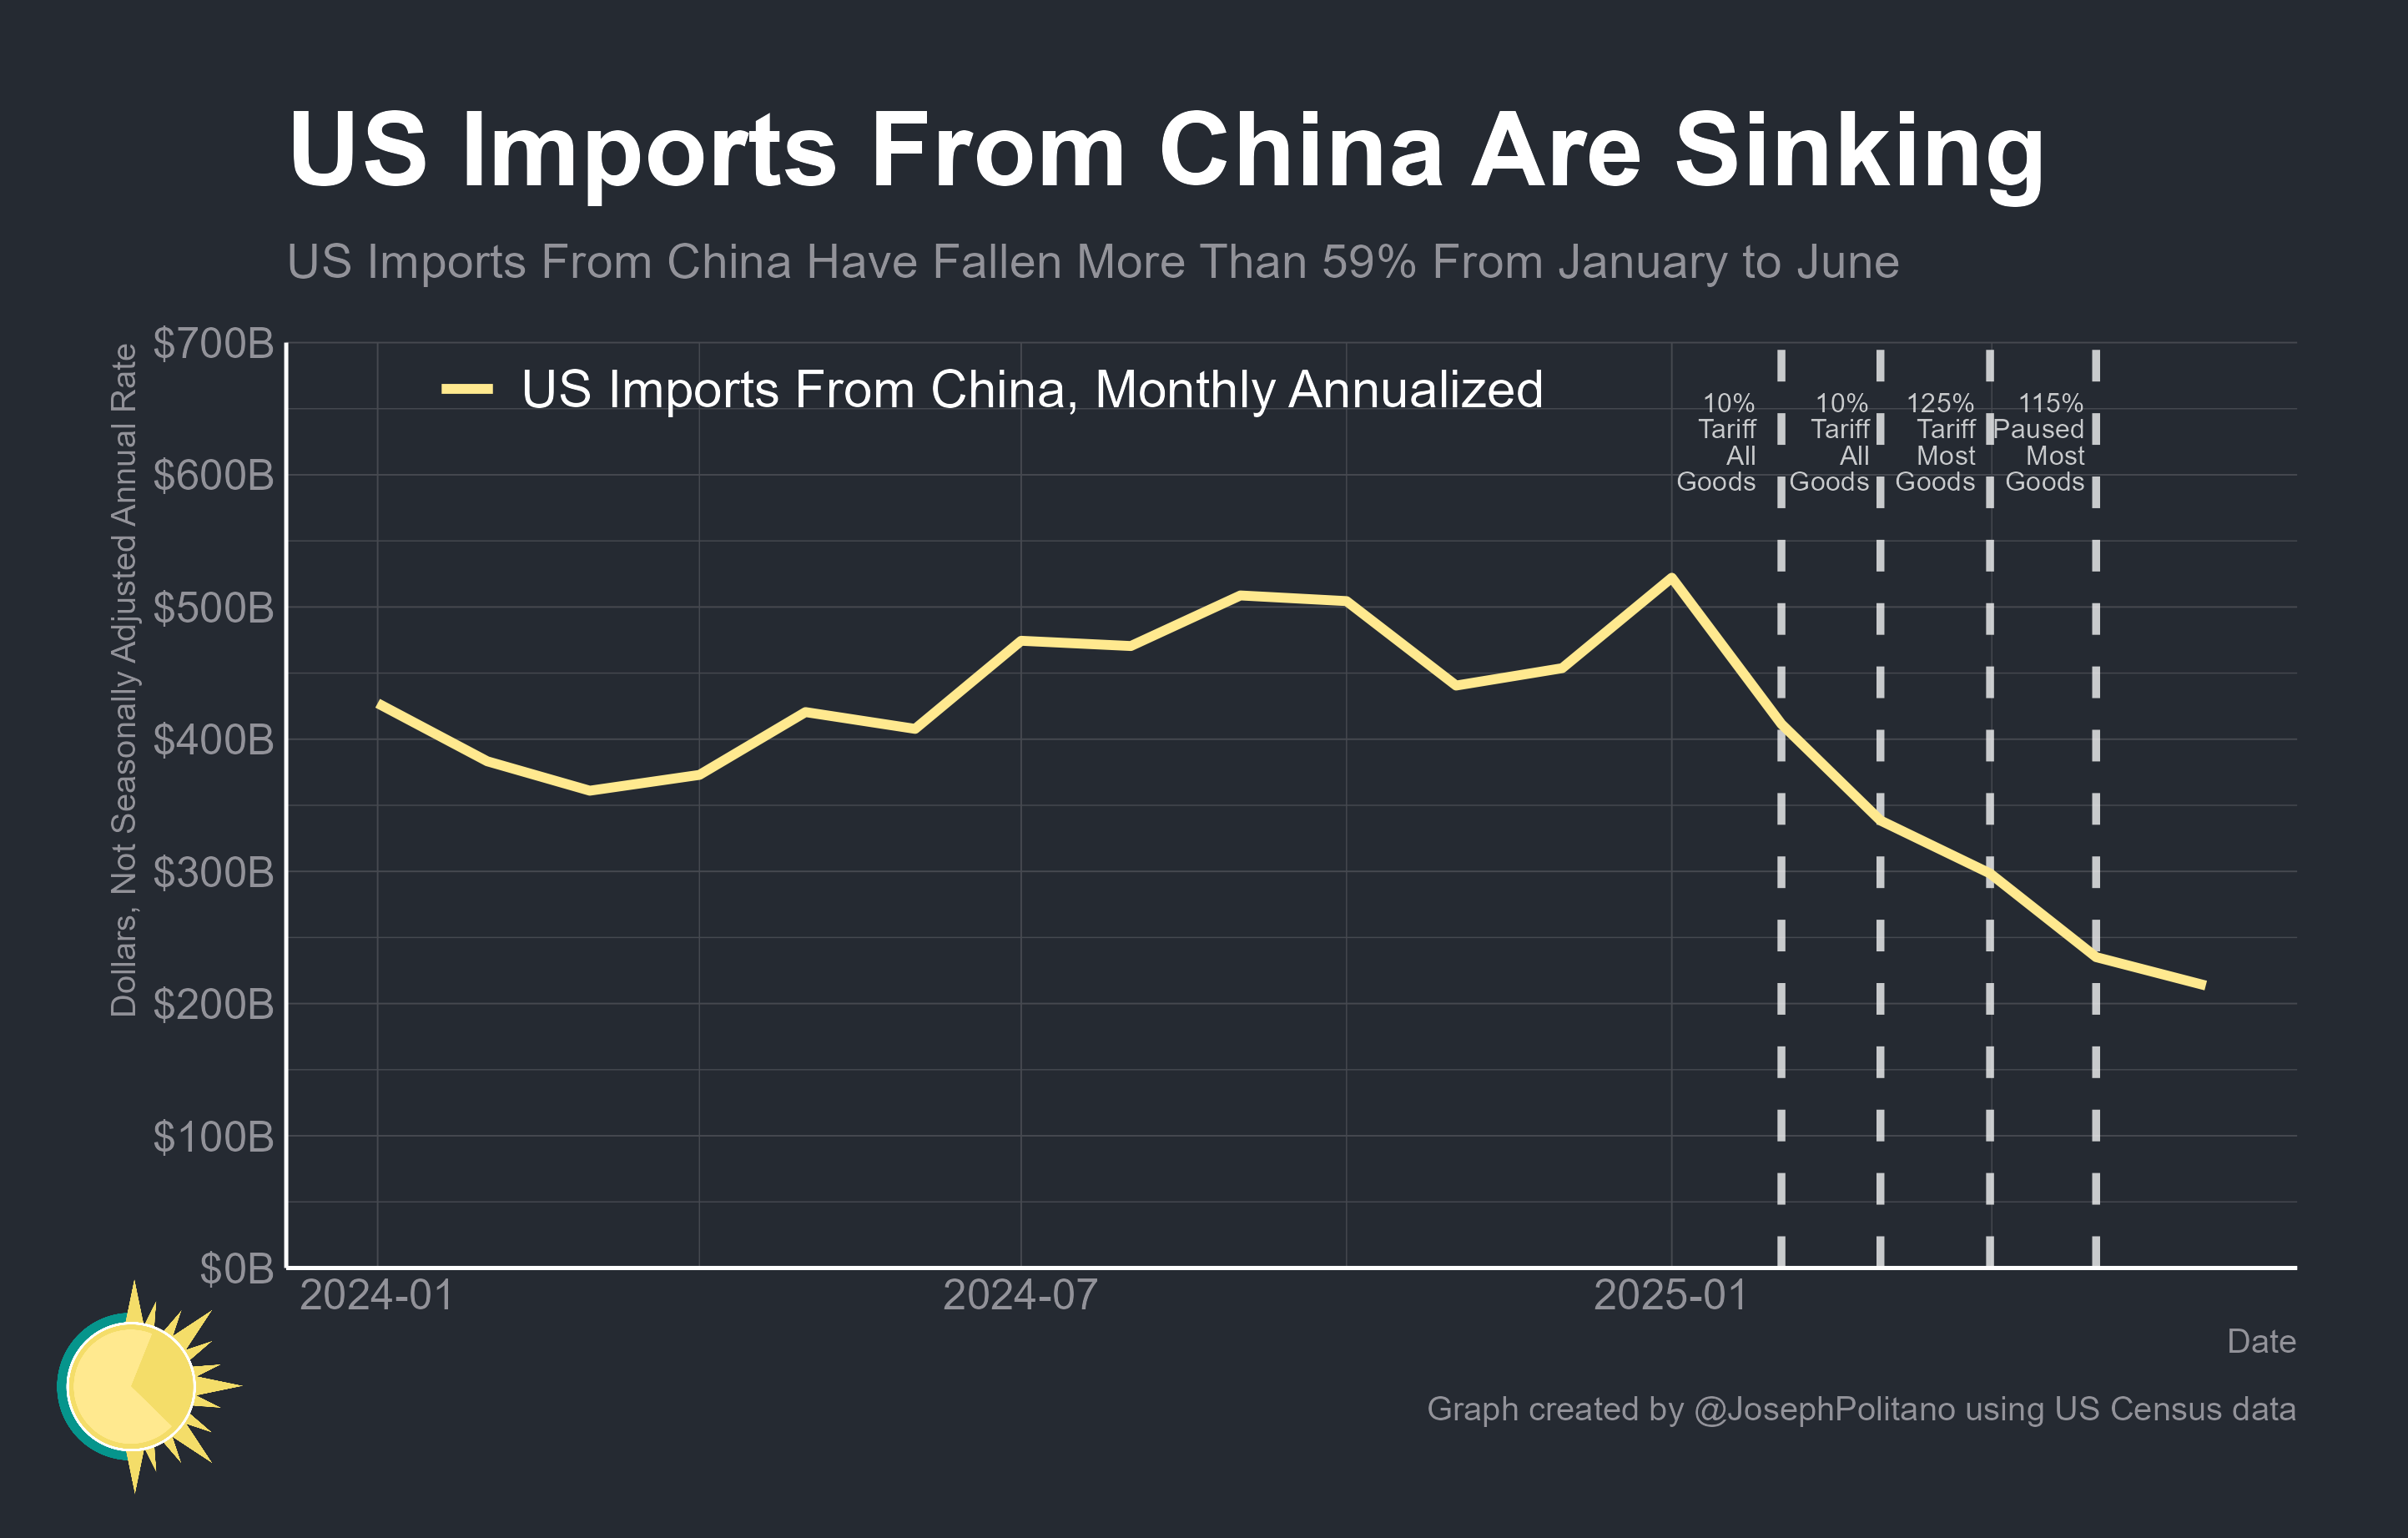 US Imports From China Are Sinking
US Imports From China Have Fallen More Than 59% From January to June
Dollars, Not Seasonally Adjusted Annual Rate
$700B
$600B
$500B
$400B
$300B
$200B
$100B
$0B
US Imports From China, Monthly Annualized
10%
Tariff
All
Goods
10%
Tariff
All
Goods
125%
Tariff
Most
Goods
115%
Paused
Most
Goods
2024-01
2024-07
2025-01
Date
Graph created by @JosephPolitano using US Census data